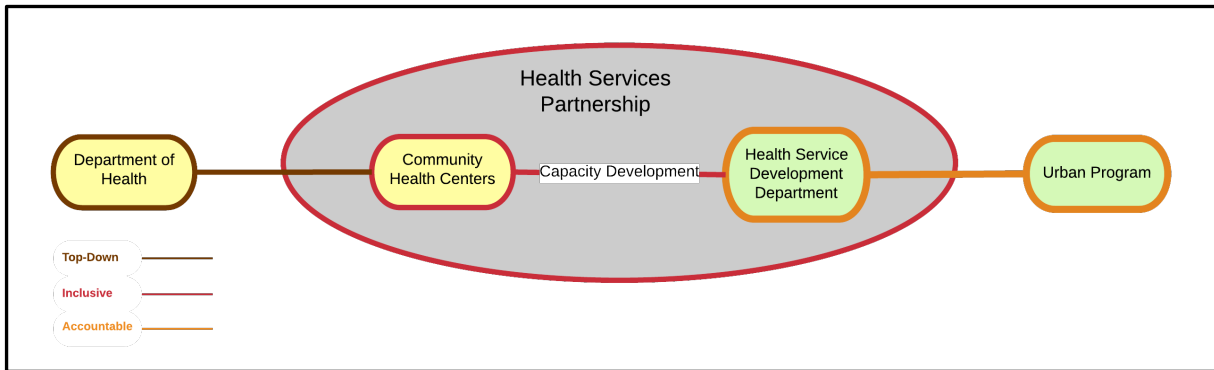 Health Services
Partnership
Department of
Health
Community
Health Centers
Capacity Development
Health Service
Development
Department
Urban Program
Top-Down
Inclusive
Accountable